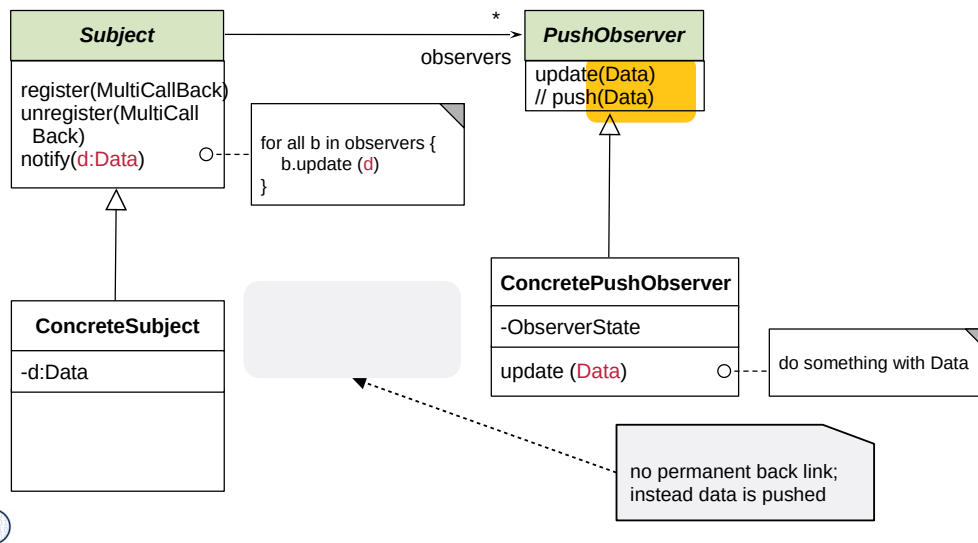 Subject
register(MultiCallBack)
unregister(MultiCall
Back)
notify(d:Data)
*
observers
PushObserver
update(Data)
// push(Data)
for all b in observers {
b.update (d)
}
ConcreteSubject
-d:Data
ConcretePushObserver
-ObserverState
update (Data)
do something with Data
no permanent back link;
instead data is pushed